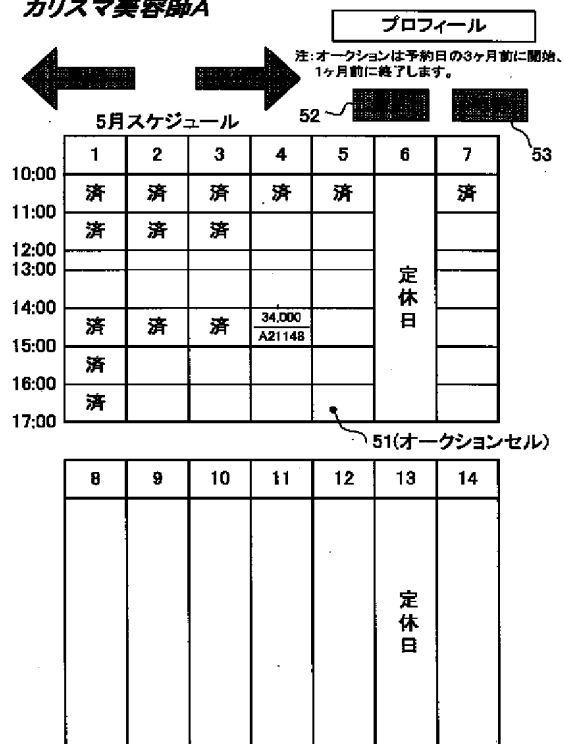 カリスマ美容師A
プロフィール
注:オークションは予約日の3ヶ月前に開始、
1ヶ月前に終了します。
5月スケジュール
52
53
1 2 3 4 5 6 7
10:00
済 済 済 済 済 済
11:00
済 済 済
12:00
13:00
定休日
14:00
済 済 済 34,000
A21148
15:00
済
16:00
済
17:00
51(オークションセル)
8 9 10 11 12 13 14
定休日